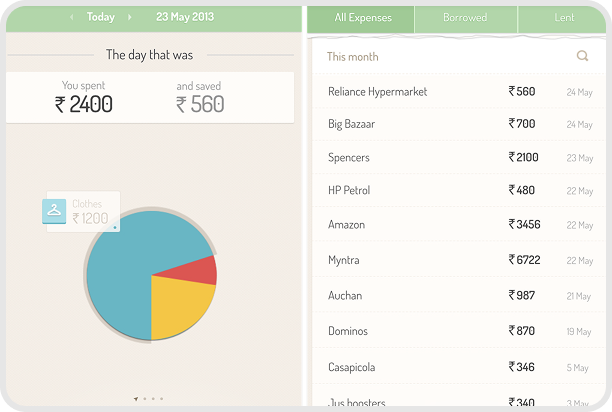 Today 23 May 2013
The day that was
You spent and saved
₹ 2400 ₹ 560
Clothes
₹ 1200
All Expenses Borrowed Lent
This month
Reliance Hypermarket ₹560 24 May
Big Bazaar ₹700 24 May
Spencers ₹2100 23 May
HP Petrol ₹480 22 May
Amazon ₹3456 22 May
Myntra ₹6722 22 May
Auchan ₹987 21 May
Dominos ₹870 19 May
Casapicola ₹346 5 May
Jus boosters ₹340 3 May